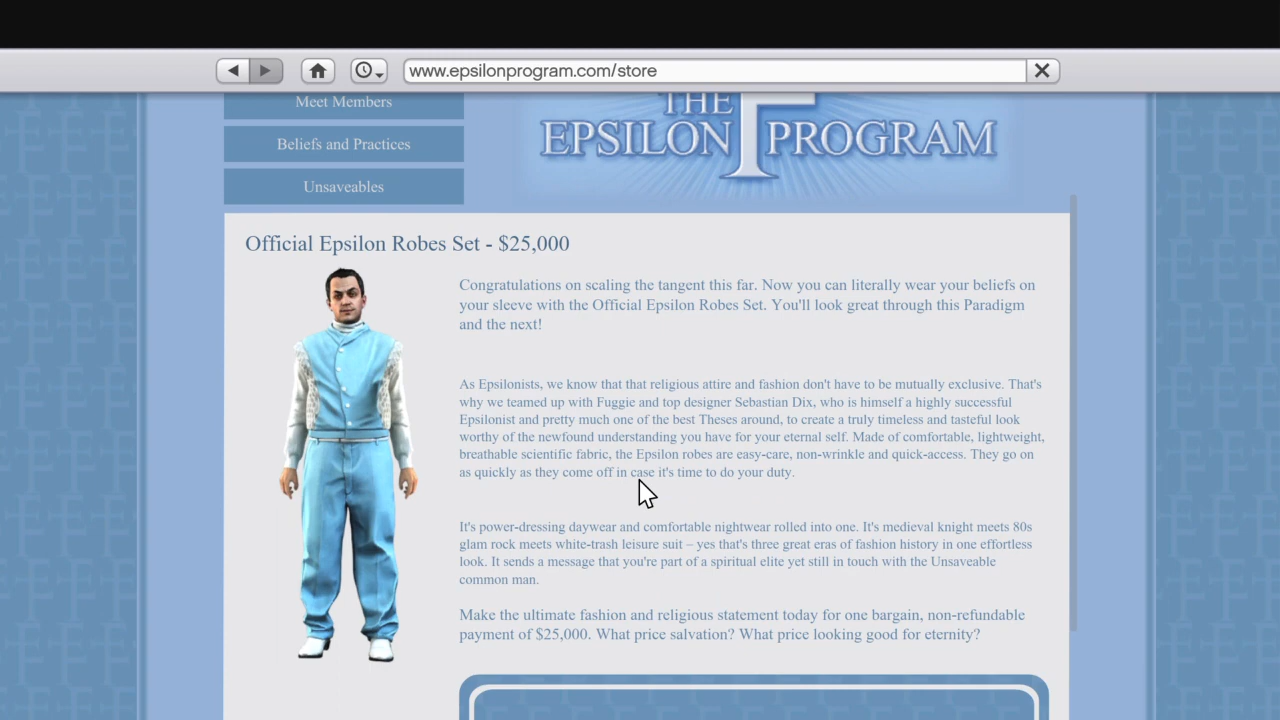 www.epsilonprogram.com/store
Meet Members
Beliefs and Practices
Unsaveables
THE
EPSILON PROGRAM
Official Epsilon Robes Set - $25,000
Congratulations on scaling the tangent this far. Now you can literally wear your beliefs on
your sleeve with the Official Epsilon Robes Set. You'll look great through this Paradigm
and the next!
As Epsilonists, we know that that religious attire and fashion don't have to be mutually exclusive. That's
why we teamed up with Fuggie and top designer Sebastian Dix, who is himself a highly successful
Epsilonist and pretty much one of the best Theses around, to create a truly timeless and tasteful look
worthy of the newfound understanding you have for your eternal self. Made of comfortable, lightweight,
breathable scientific fabric, the Epsilon robes are easy-care, non-wrinkle and quick-access. They go on
as quickly as they come off in case it's time to do your duty.
It's power-dressing daywear and comfortable nightwear rolled into one. It's medieval knight meets 80s
glam rock meets white-trash leisure suit – yes that's three great eras of fashion history in one effortless
look. It sends a message that you're part of a spiritual elite yet still in touch with the Unsaveable
common man.
Make the ultimate fashion and religious statement today for one bargain, non-refundable
payment of $25,000. What price salvation? What price looking good for eternity?